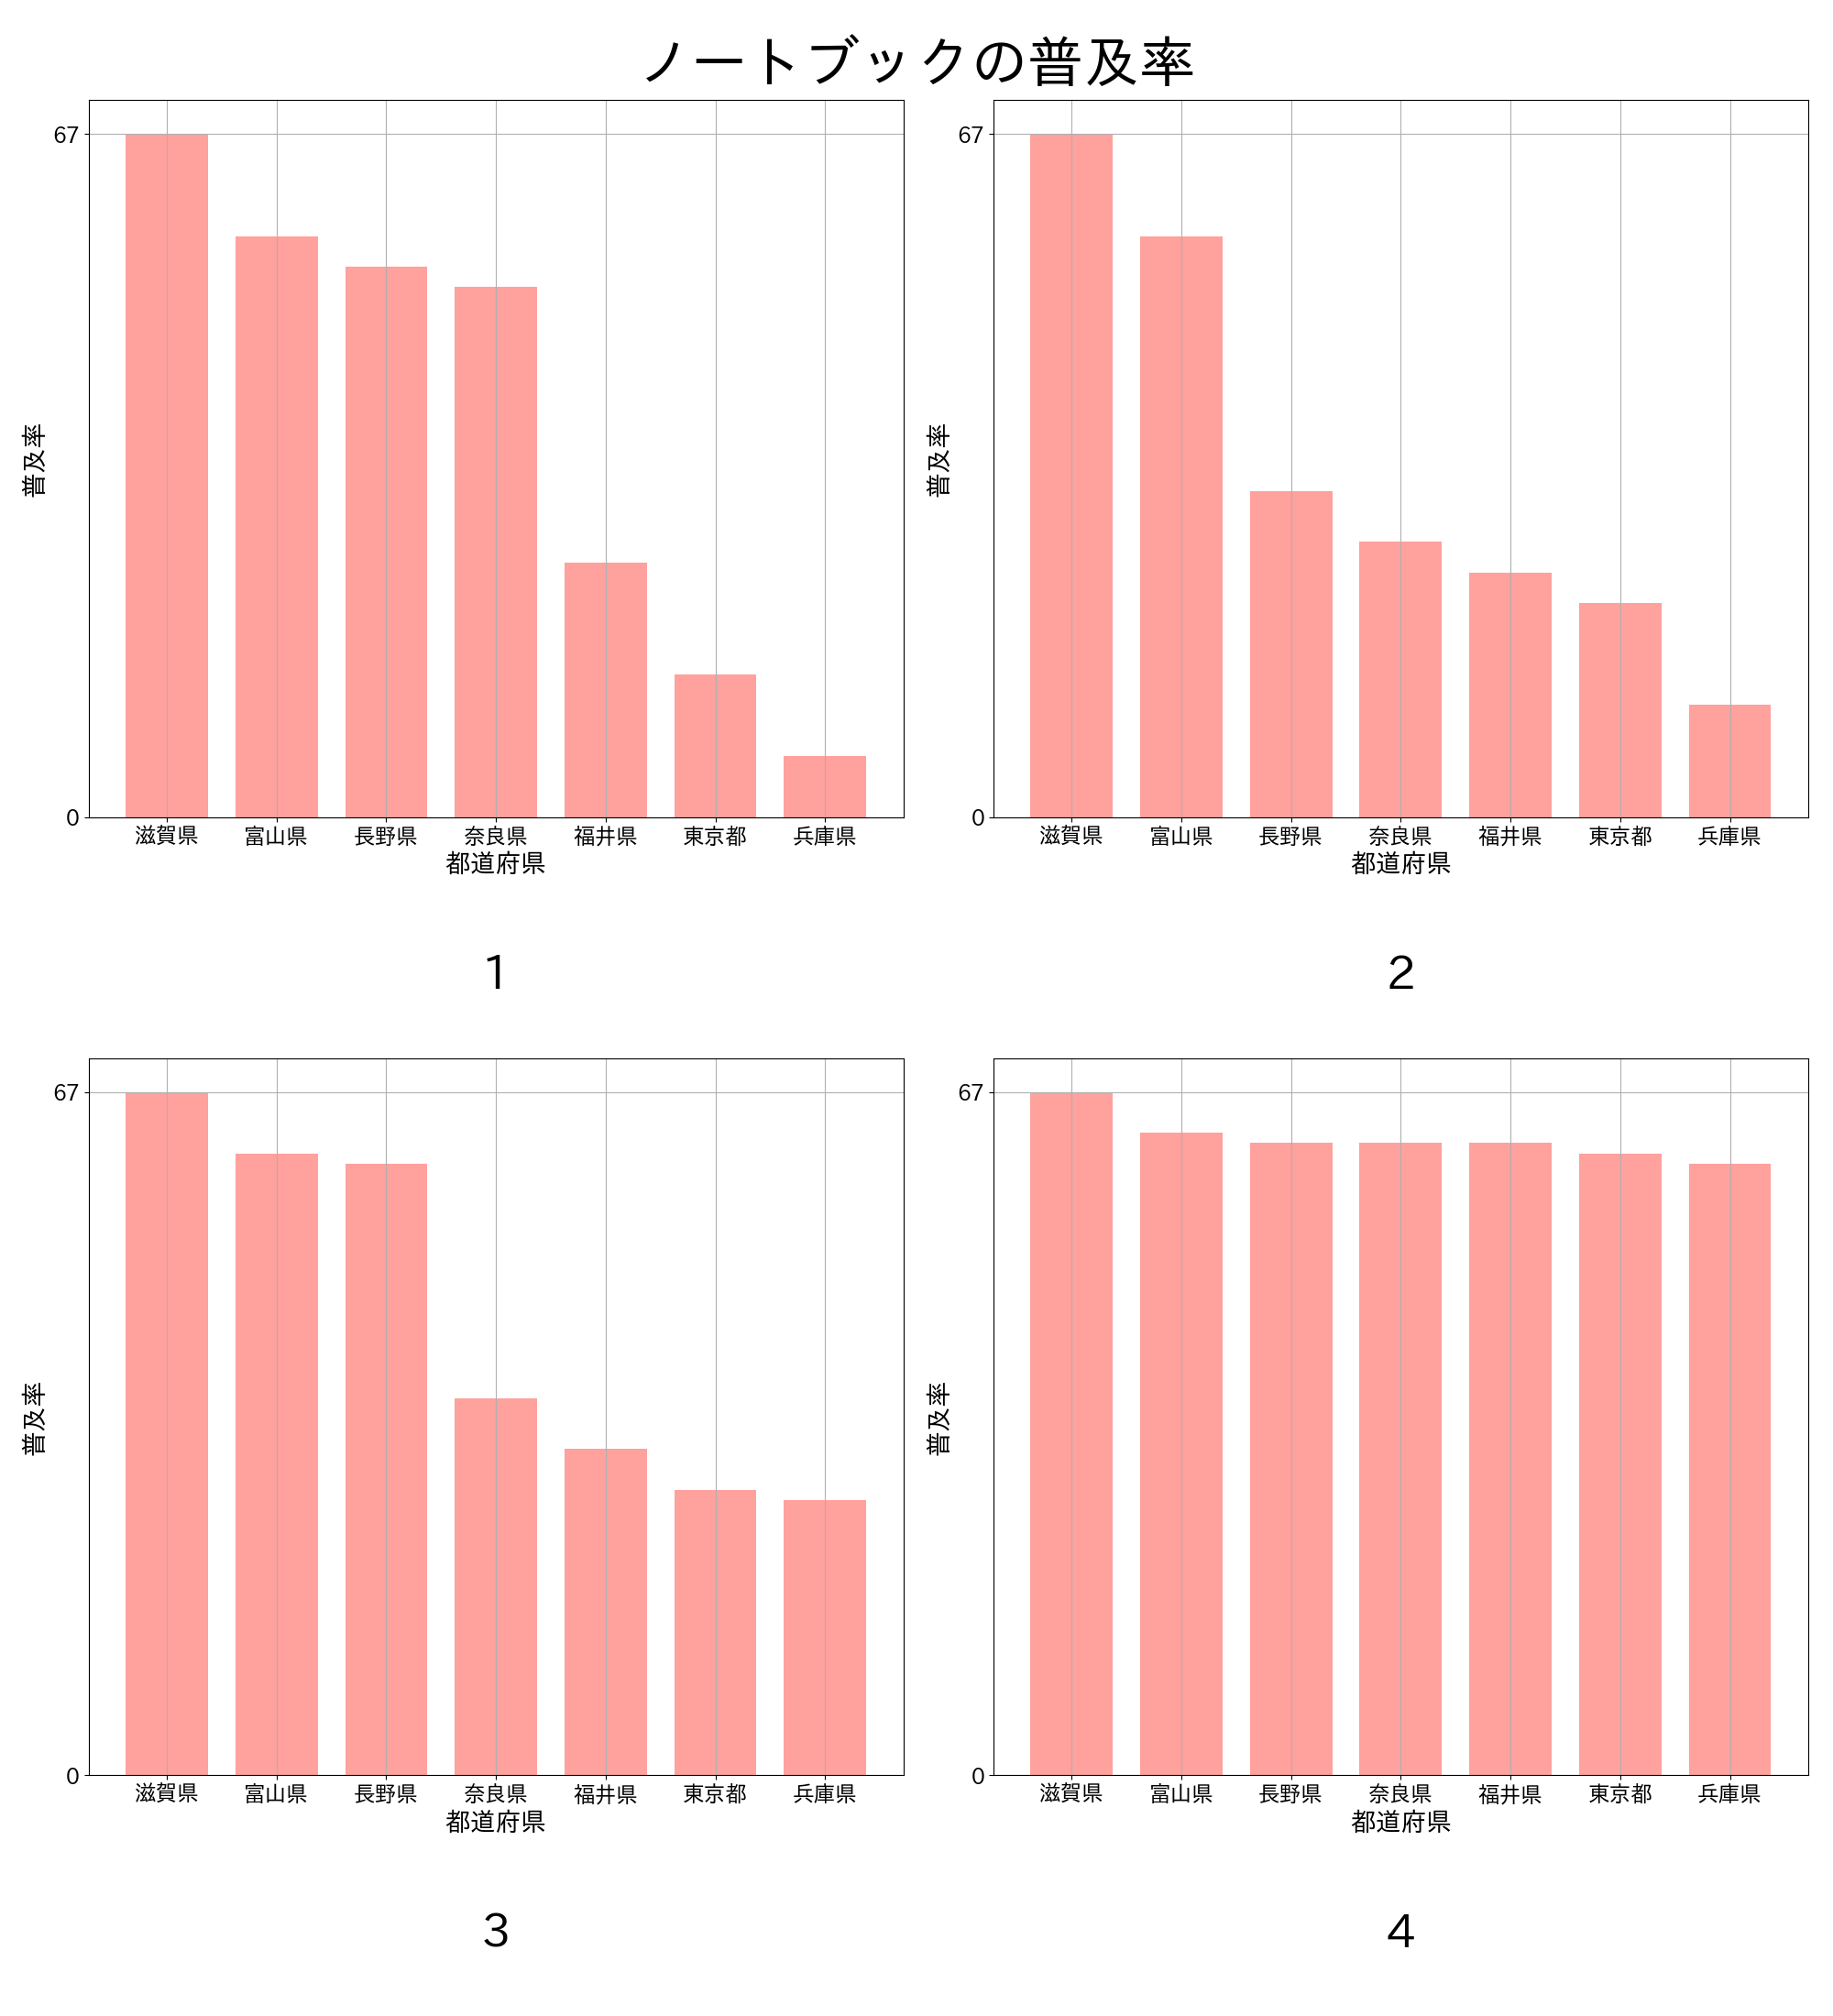 ノートブックの普及率
67
0
普及率
滋賀県 富山県 長野県 奈良県 福井県 東京都 兵庫県
都道府県
1
67
0
普及率
滋賀県 富山県 長野県 奈良県 福井県 東京都 兵庫県
都道府県
2
67
0
普及率
滋賀県 富山県 長野県 奈良県 福井県 東京都 兵庫県
都道府県
3
67
0
普及率
滋賀県 富山県 長野県 奈良県 福井県 東京都 兵庫県
都道府県
4